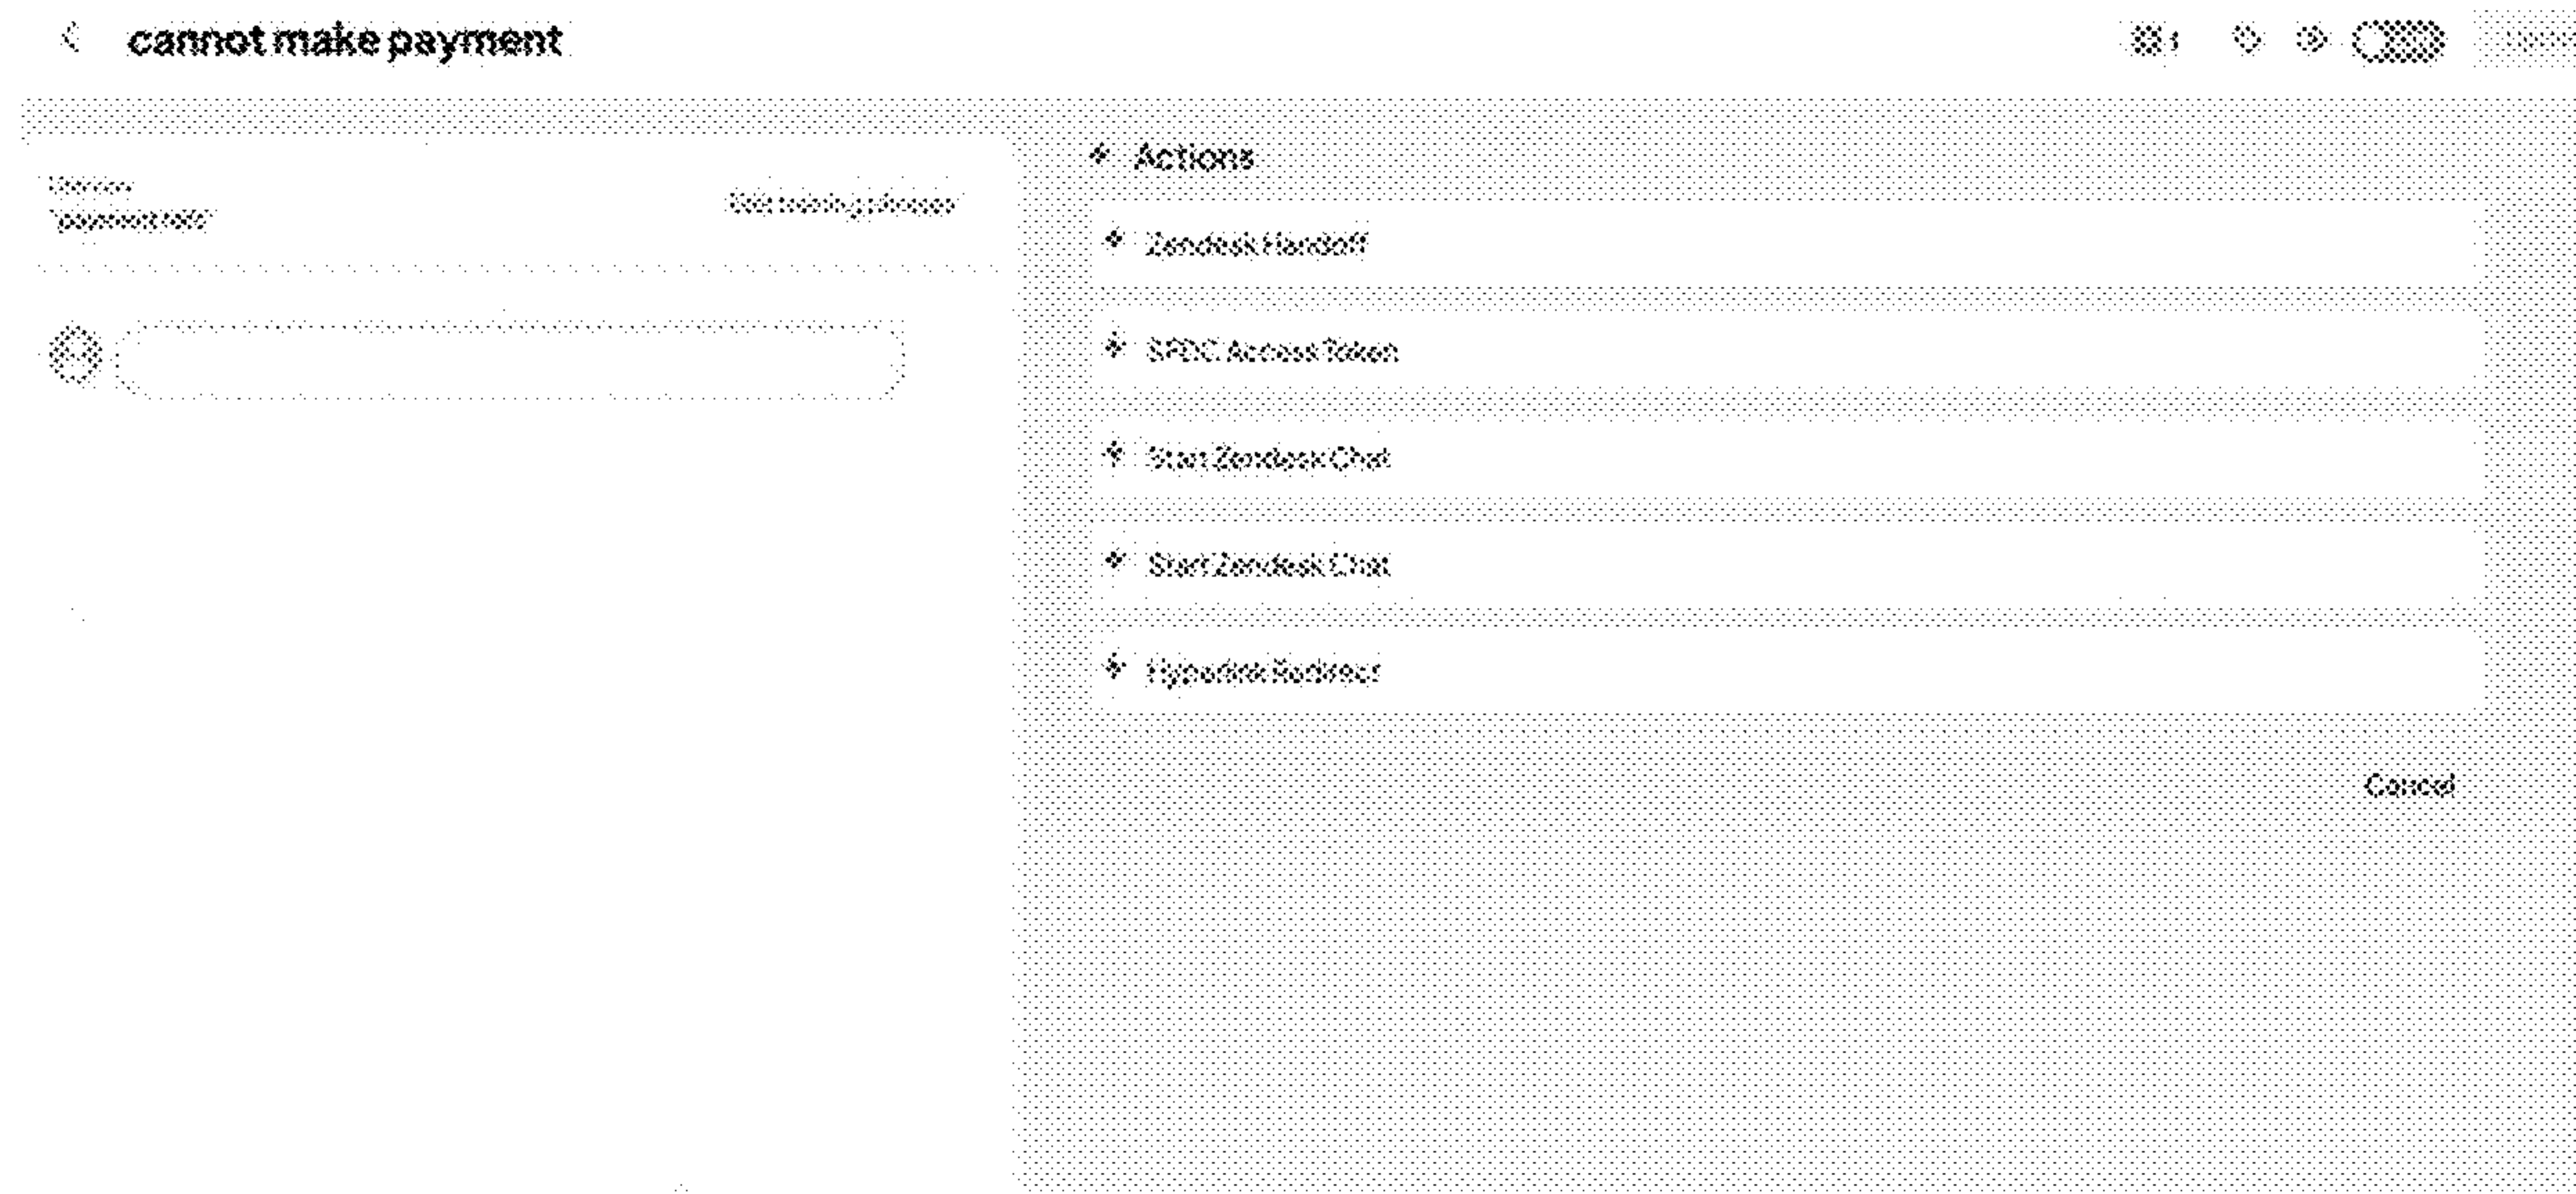 cannot make payment
Actions
Zendesk Handoff
SFDC Access Token
Start Zendesk Chat
Start Zendesk Chat
Hyperlink Redirect
Cancel